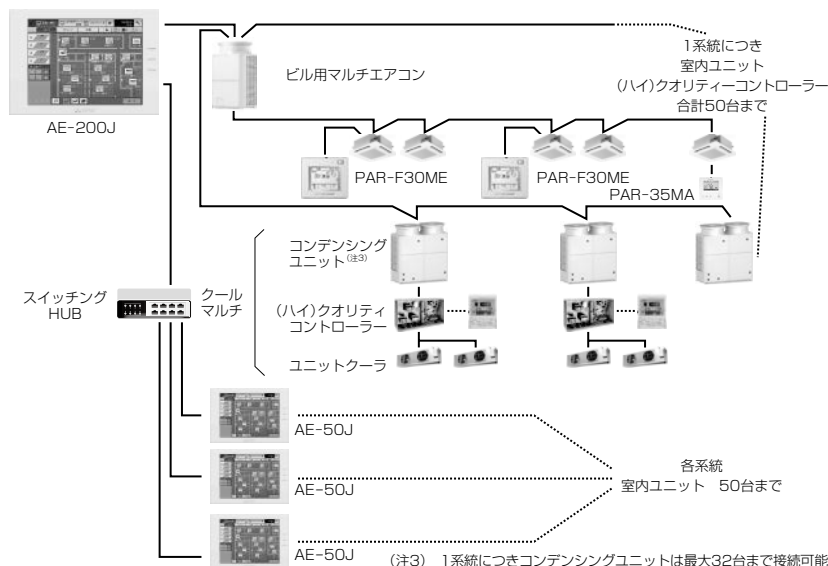 AE-200J
ビル用マルチエアコン
1系統につき
室内ユニット
(ハイ)クオリティーコントローラー
合計50台まで
PAR-F30ME
PAR-F30ME
PAR-35MA
コンデンシング
ユニット(注3)
スイッチング
HUB
クール
マルチ
(ハイ)クオリティ
コントローラー
ユニットクーラ
AE-50J
AE-50J
AE-50J
各系統
室内ユニット 50台まで
(注3) 1系統につきコンデンシングユニットは最大32台まで接続可能